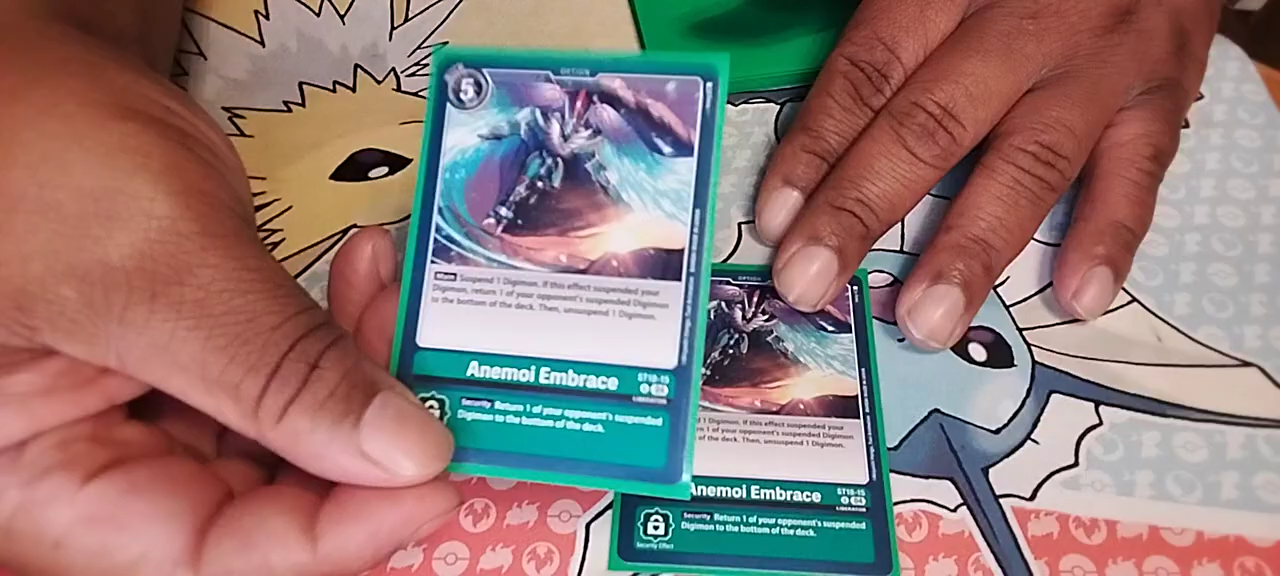 OPTION
5
Main Suspend 1 Digimon. If this effect suspended your
Digimon, return 1 of your opponent's suspended Digimon
to the bottom of the deck. Then, unsuspend 1 Digimon.
Anemoi Embrace
ST18-15
LIBERATOR
Security Return 1 of your opponent's suspended
Digimon to the bottom of the deck.
OPTION
1 Digimon. If this effect suspended your
1 of your opponent's suspended Digimon
of the deck. Then, unsuspend 1 Digimon.
Anemoi Embrace
ST18-15
LIBERATOR
Security Return 1 of your opponent's suspended
Digimon to the bottom of the deck.
Security Effect